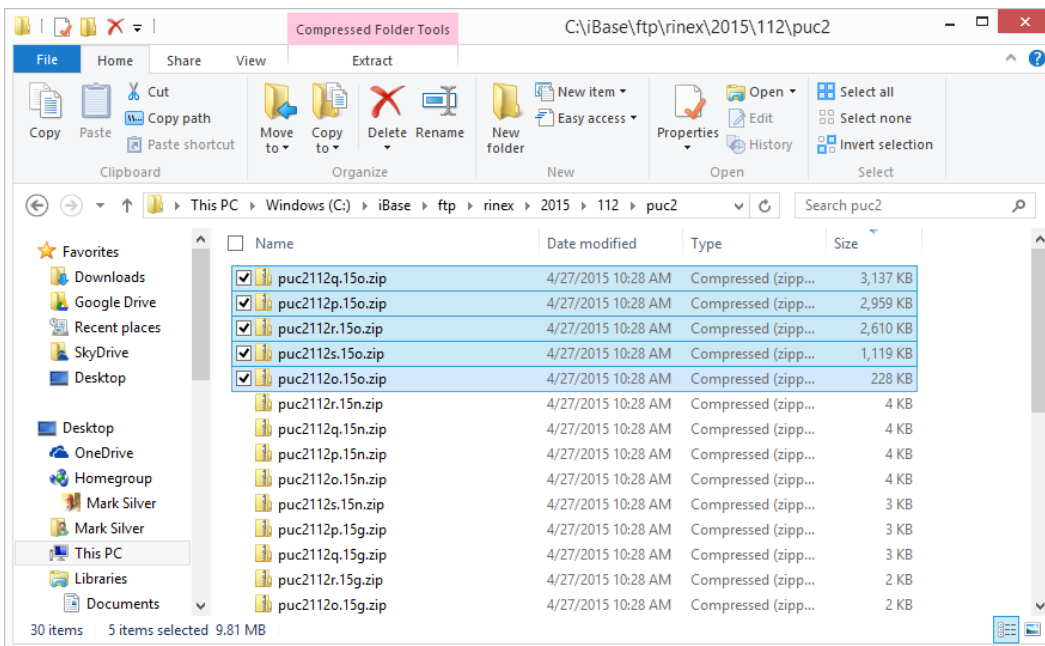 Compressed Folder Tools
C:\iBase\ftp\rinex\2015\112\puc2
File Home Share View Extract
Copy
Paste
Cut
Copy path
Paste shortcut
Clipboard
Move to
Copy to
Delete
Rename
Organize
New folder
New item
Easy access
New
Properties
Open
Edit
History
Open
Select all
Select none
Invert selection
Select
This PC Windows (C:) iBase ftp rinex 2015 112 puc2
Search puc2
Favorites
Downloads
Google Drive
Recent places
SkyDrive
Desktop
Desktop
OneDrive
Homegroup
Mark Silver
Mark Silver
This PC
Libraries
Documents
Name Date modified Type Size
puc2112q.15o.zip 4/27/2015 10:28 AM Compressed (zipp... 3,137 KB
puc2112p.15o.zip 4/27/2015 10:28 AM Compressed (zipp... 2,959 KB
puc2112r.15o.zip 4/27/2015 10:28 AM Compressed (zipp... 2,610 KB
puc2112s.15o.zip 4/27/2015 10:28 AM Compressed (zipp... 1,119 KB
puc2112o.15o.zip 4/27/2015 10:28 AM Compressed (zipp... 228 KB
puc2112r.15n.zip 4/27/2015 10:28 AM Compressed (zipp... 4 KB
puc2112q.15n.zip 4/27/2015 10:28 AM Compressed (zipp... 4 KB
puc2112p.15n.zip 4/27/2015 10:28 AM Compressed (zipp... 4 KB
puc2112o.15n.zip 4/27/2015 10:28 AM Compressed (zipp... 4 KB
puc2112s.15n.zip 4/27/2015 10:28 AM Compressed (zipp... 3 KB
puc2112p.15g.zip 4/27/2015 10:28 AM Compressed (zipp... 3 KB
puc2112q.15g.zip 4/27/2015 10:28 AM Compressed (zipp... 3 KB
puc2112r.15g.zip 4/27/2015 10:28 AM Compressed (zipp... 2 KB
puc2112o.15g.zip 4/27/2015 10:28 AM Compressed (zipp... 2 KB
30 items 5 items selected 9.81 MB